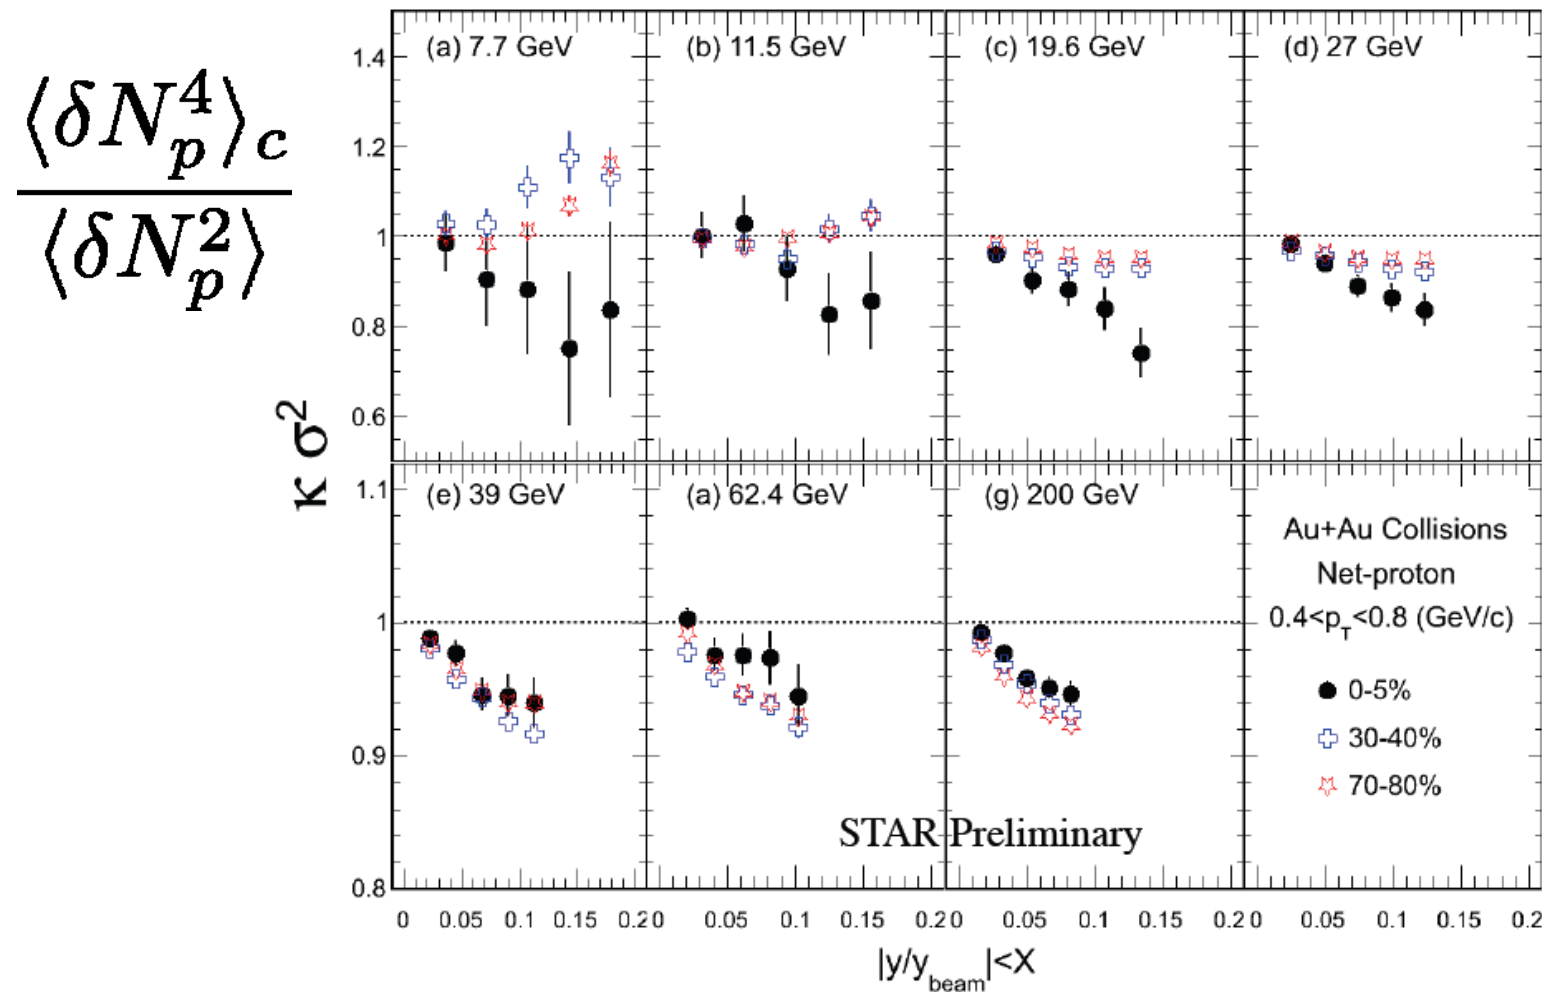 ⟨δN_p^4⟩_c
⟨δN_p^2⟩
κ σ²
(a) 7.7 GeV
(b) 11.5 GeV
(c) 19.6 GeV
(d) 27 GeV
1.4
1.2
1
0.8
0.6
(e) 39 GeV
(a) 62.4 GeV
(g) 200 GeV
1.1
1
0.9
0.8
Au+Au Collisions
Net-proton
0.4<p_T<0.8 (GeV/c)
0-5%
30-40%
70-80%
STAR Preliminary
0 0.05 0.1 0.15 0.2 0 0.05 0.1 0.15 0.2 0 0.05 0.1 0.15 0.2 0 0.05 0.1 0.15 0.2
|y/y_beam|<X